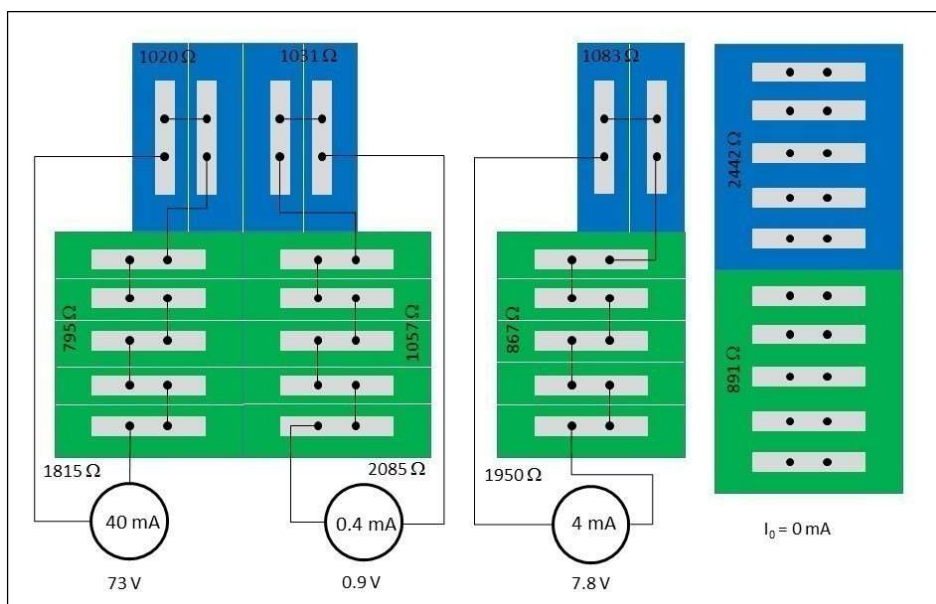 1020 Ω
1031 Ω
1083 Ω
2442 Ω
795 Ω
1057 Ω
867 Ω
891 Ω
1815 Ω
2085 Ω
1950 Ω
40 mA
0.4 mA
4 mA
I₀ = 0 mA
73 V
0.9 V
7.8 V